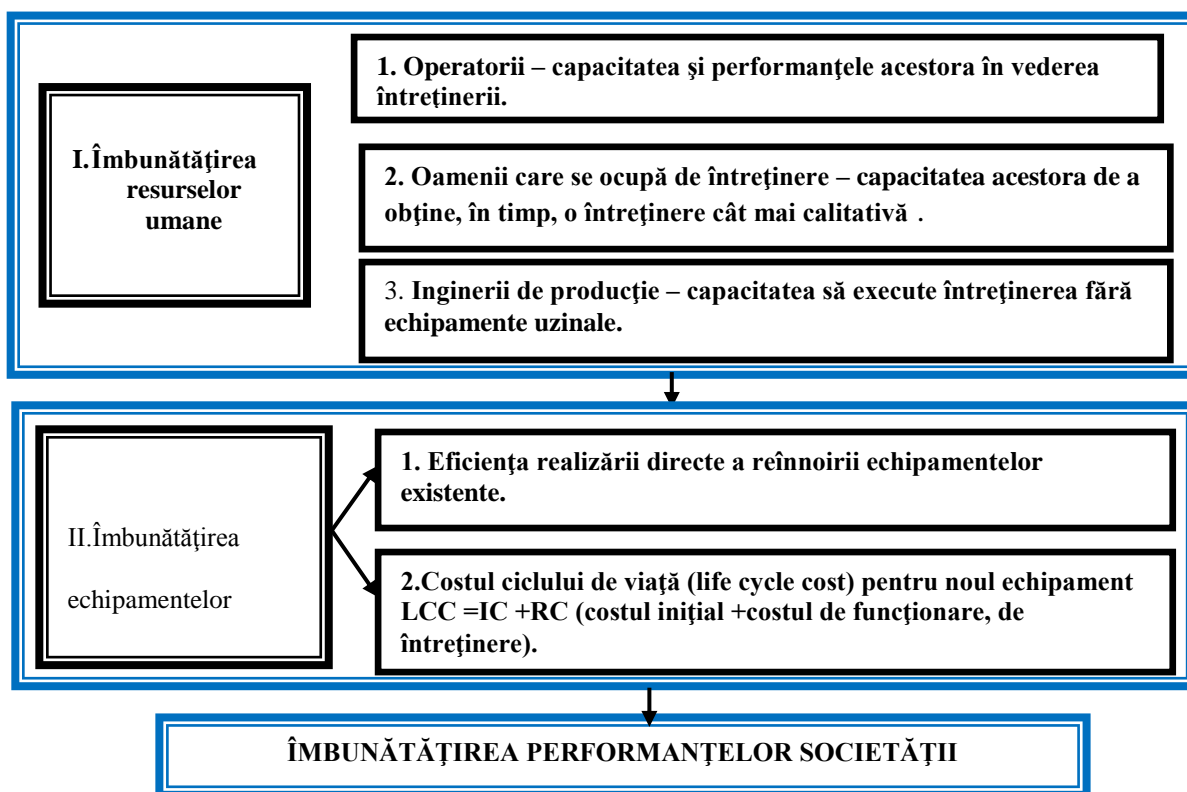 1. Operatorii – capacitatea şi performanţele acestora în vederea
întreţinerii.
I.Îmbunătăţirea
resurselor
umane
2. Oamenii care se ocupă de întreţinere – capacitatea acestora de a
obţine, în timp, o întreţinere cât mai calitativă .
3. Inginerii de producţie – capacitatea să execute întreţinerea fără
echipamente uzinale.
1. Eficienţa realizării directe a reînnoirii echipamentelor
existente.
II.Îmbunătăţirea
echipamentelor
2.Costul ciclului de viaţă (life cycle cost) pentru noul echipament
LCC =IC +RC (costul iniţial +costul de funcţionare, de
întreţinere).
ÎMBUNĂTĂŢIREA PERFORMANŢELOR SOCIETĂŢII